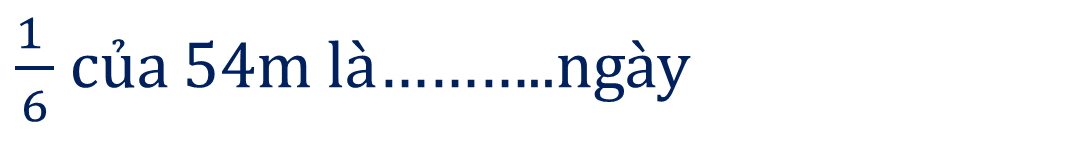 1/6 của 54m là………...ngày